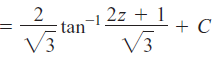 = 2/√3 tan⁻¹ (2z + 1)/√3 + C